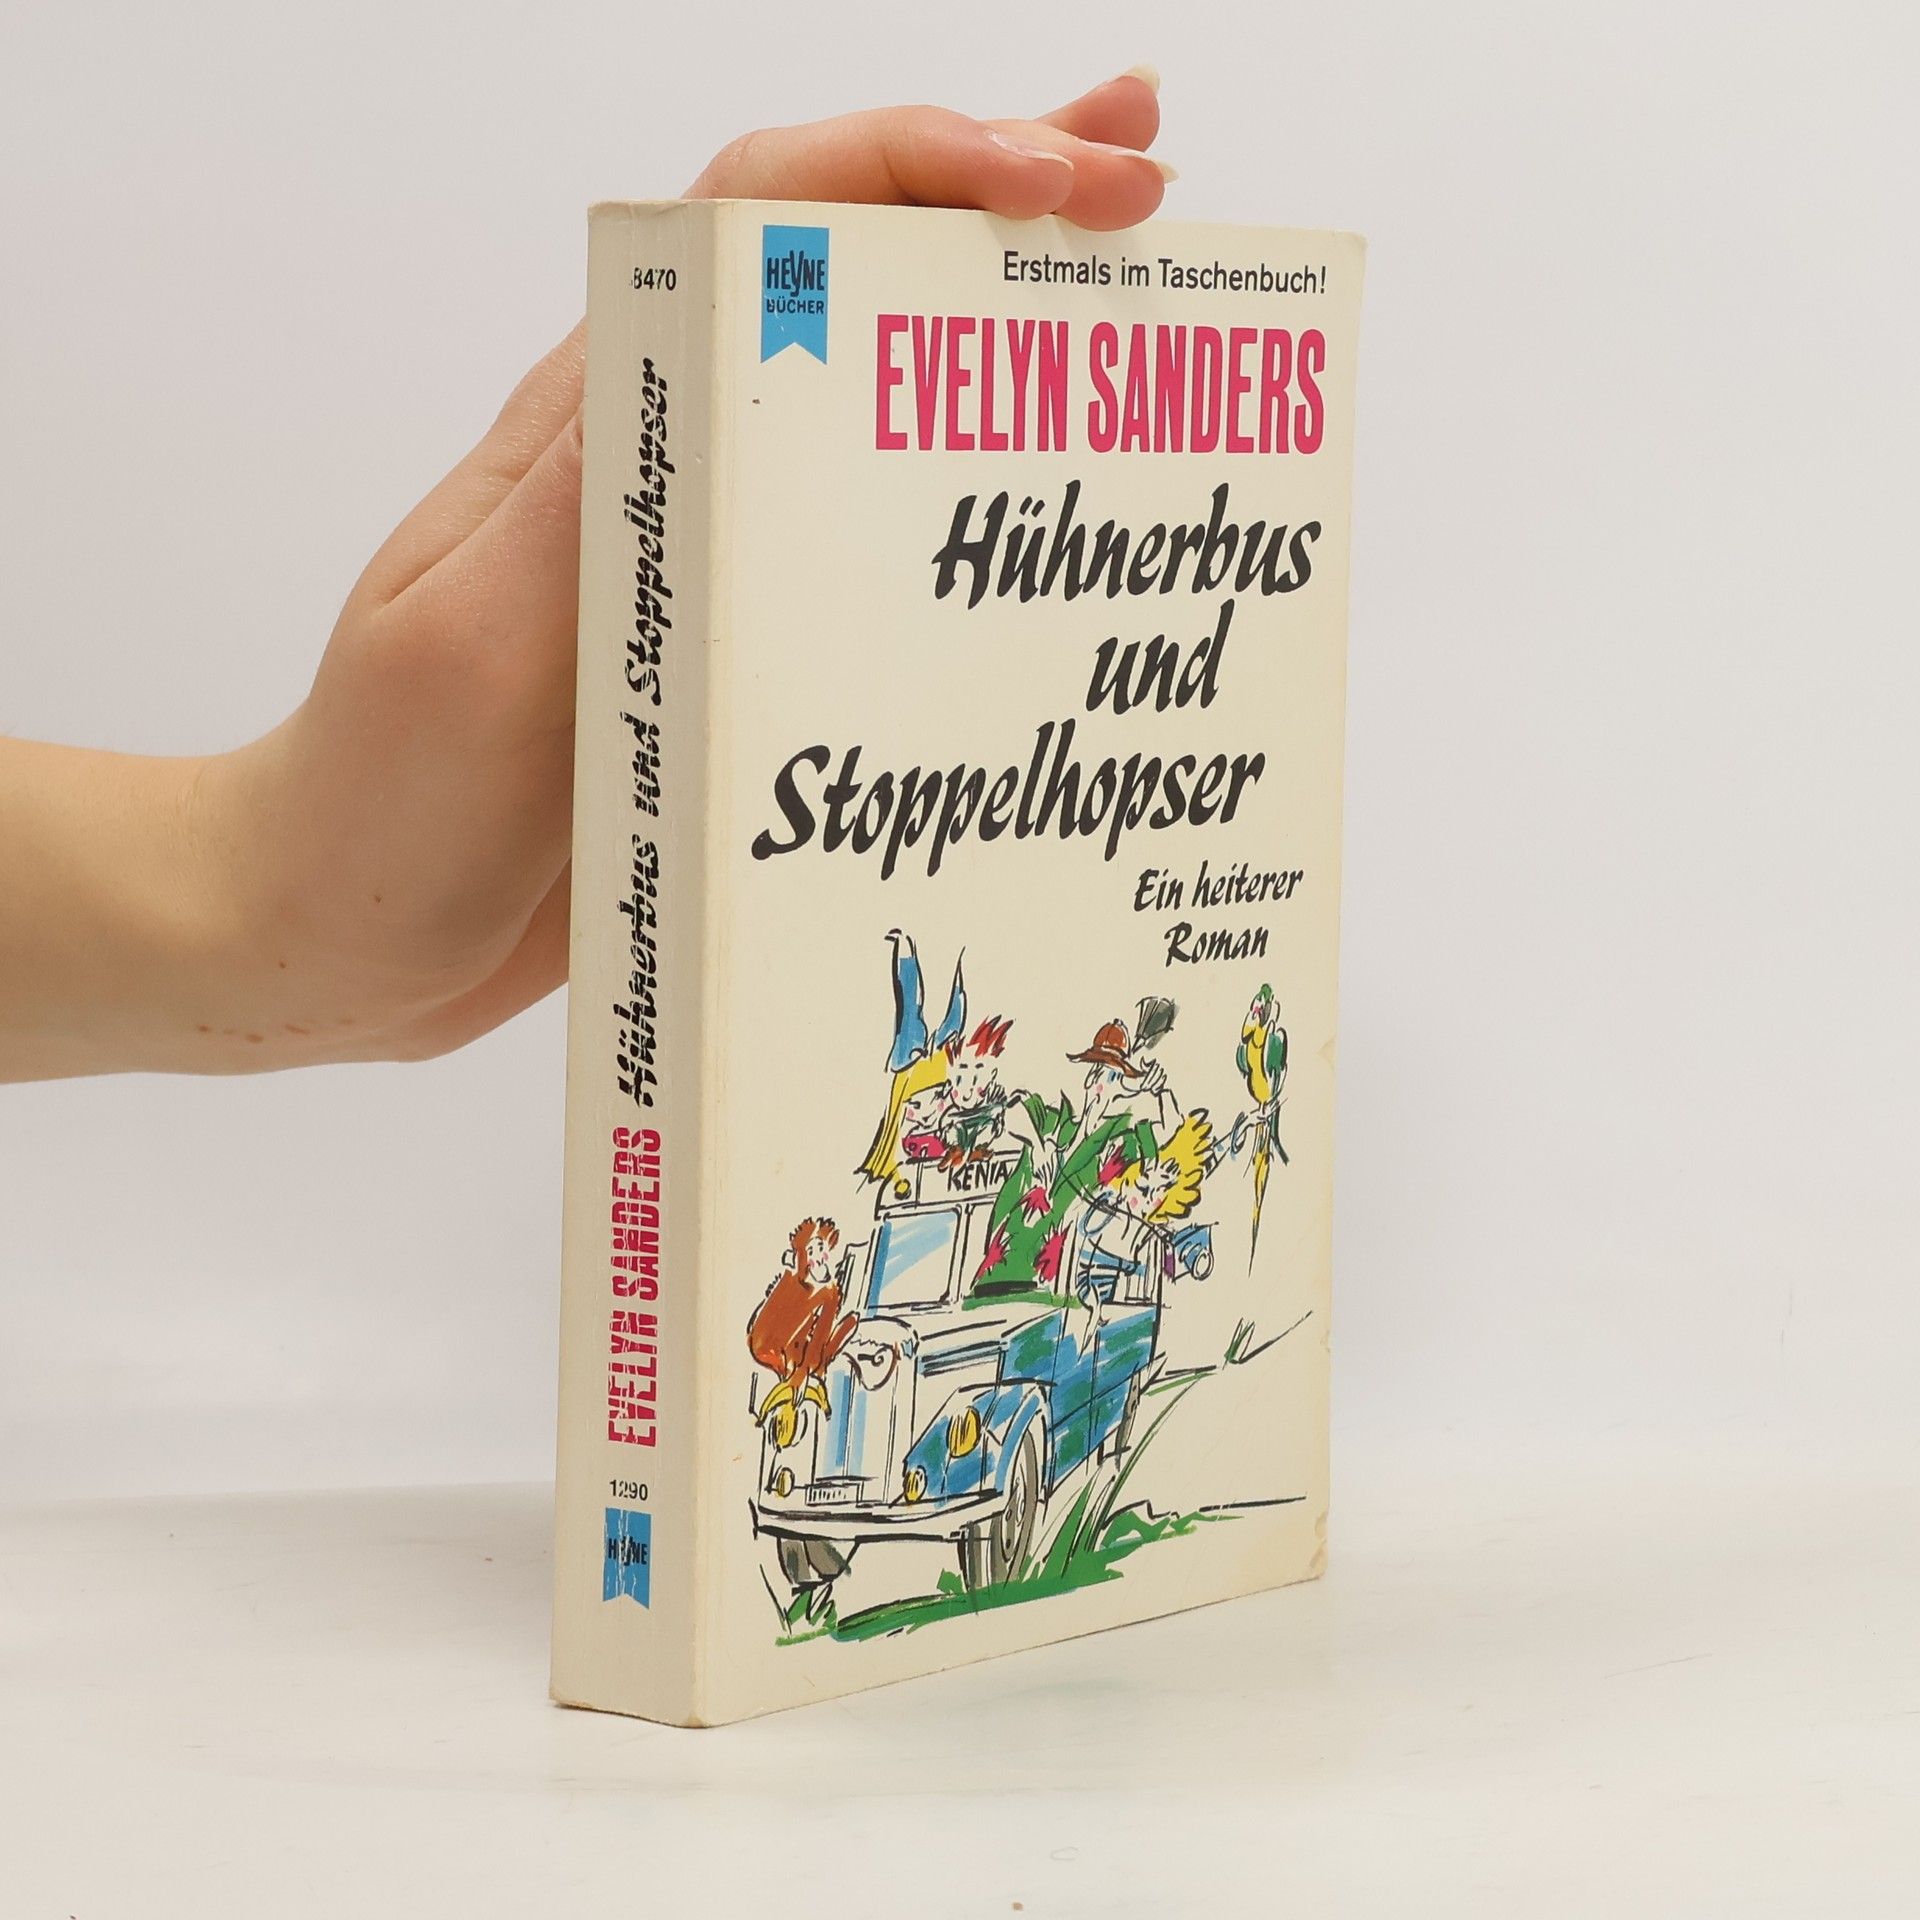 8470
Hühnerbus und Stoppelhopser
EVELYN SANDERS
1290
HEYNE
HEYNE
BÜCHER
Erstmals im Taschenbuch!
EVELYN SANDERS
Hühnerbus
und
Stoppelhopser
Ein heiterer
Roman
KENIA